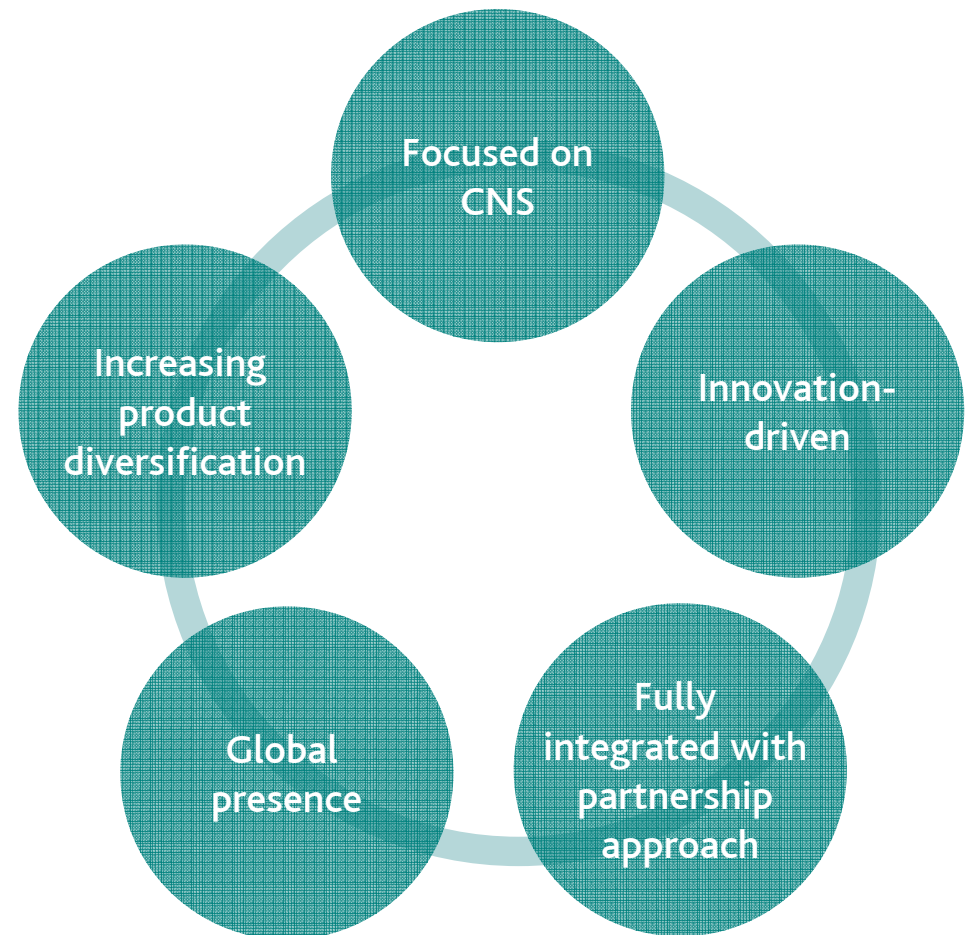 Focused on
CNS
Increasing
product
diversification
Innovation-
driven
Global
presence
Fully
integrated with
partnership
approach